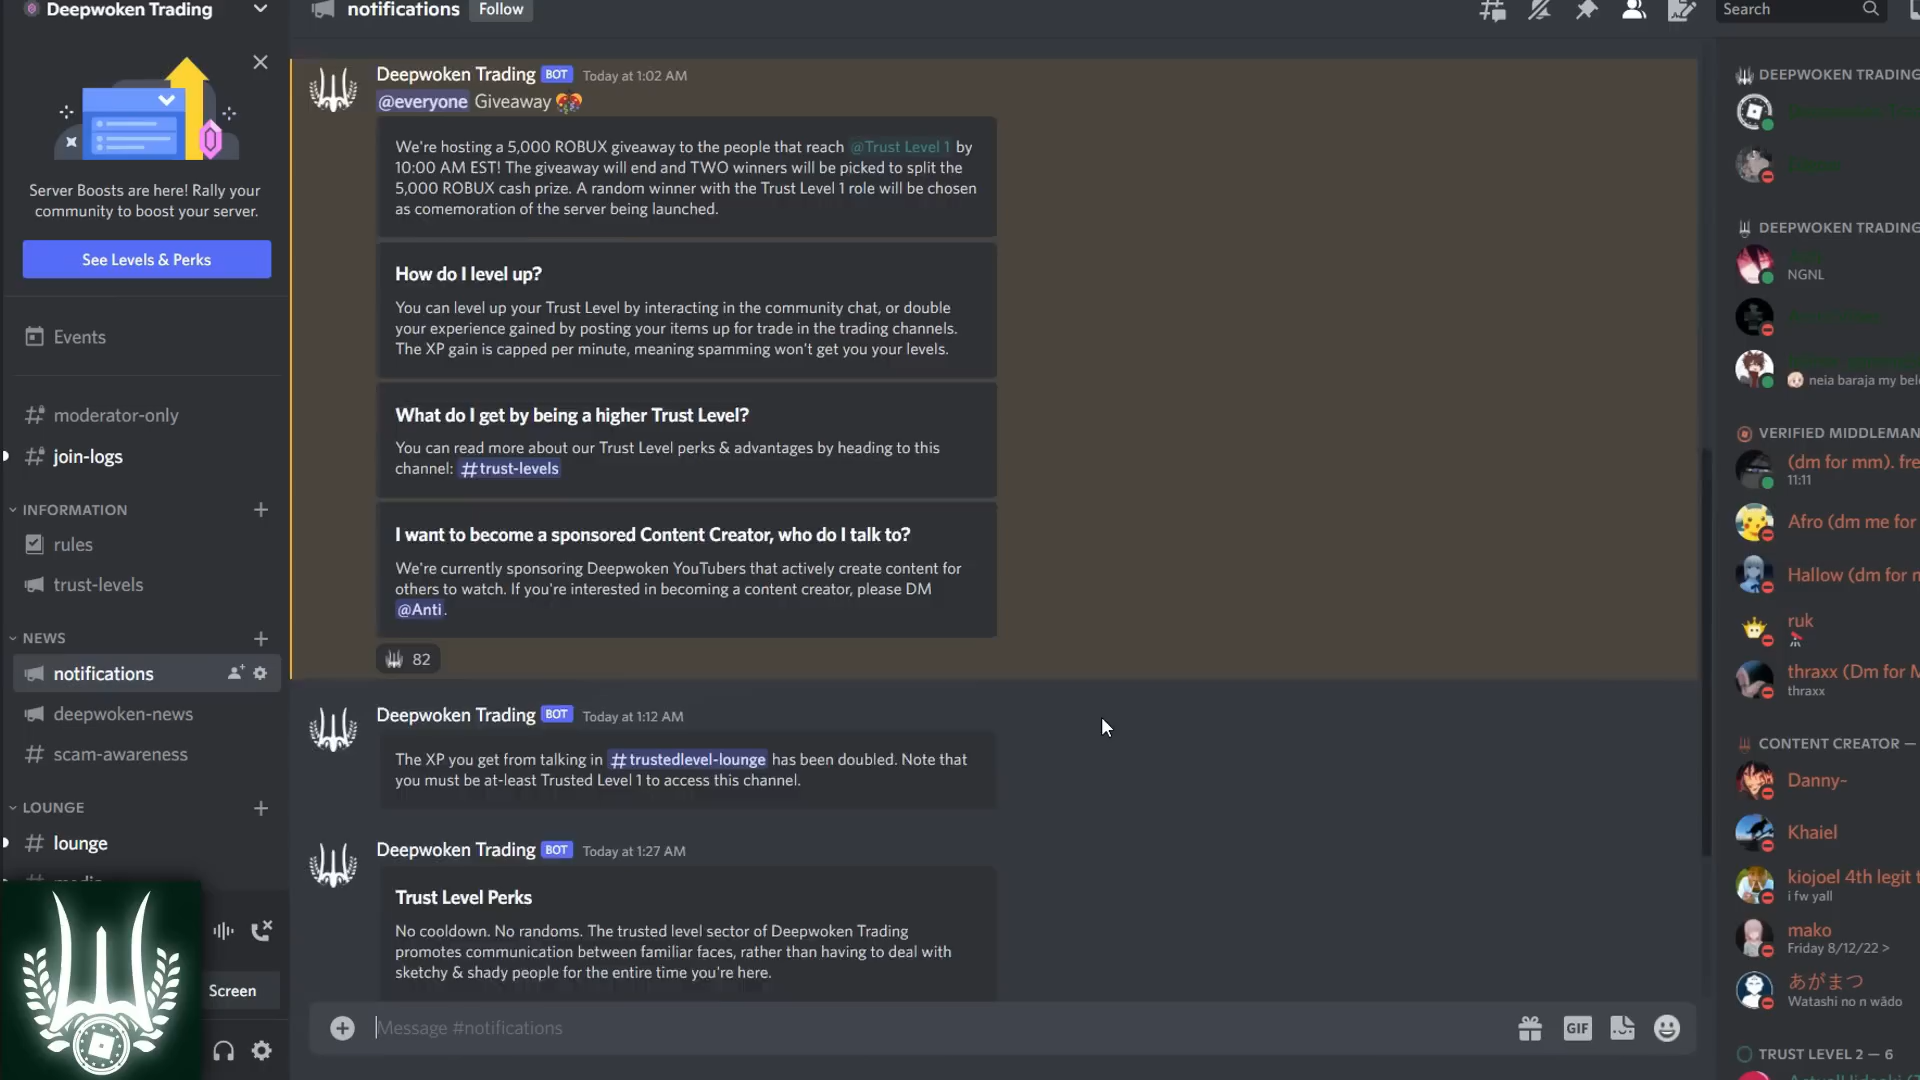 Deepwoken Trading
Server Boosts are here! Rally your
community to boost your server.
See Levels & Perks
Events
moderator-only
join-logs
INFORMATION
rules
trust-levels
NEWS
notifications
deepwoken-news
scam-awareness
LOUNGE
lounge
Screen
notifications
Follow
Search
Deepwoken Trading BOT Today at 1:02 AM
@everyone Giveaway
We're hosting a 5,000 ROBUX giveaway to the people that reach @Trust Level 1 by
10:00 AM EST! The giveaway will end and TWO winners will be picked to split the
5,000 ROBUX cash prize. A random winner with the Trust Level 1 role will be chosen
as comemoration of the server being launched.
How do I level up?
You can level up your Trust Level by interacting in the community chat, or double
your experience gained by posting your items up for trade in the trading channels.
The XP gain is capped per minute, meaning spamming won't get you your levels.
What do I get by being a higher Trust Level?
You can read more about our Trust Level perks & advantages by heading to this
channel: #trust-levels
I want to become a sponsored Content Creator, who do I talk to?
We're currently sponsoring Deepwoken YouTubers that actively create content for
others to watch. If you're interested in becoming a content creator, please DM
@Anti.
82
Deepwoken Trading BOT Today at 1:12 AM
The XP you get from talking in #trustedlevel-lounge has been doubled. Note that
you must be at-least Trusted Level 1 to access this channel.
Deepwoken Trading BOT Today at 1:27 AM
Trust Level Perks
No cooldown. No randoms. The trusted level sector of Deepwoken Trading
promotes communication between familiar faces, rather than having to deal with
sketchy & shady people for the entire time you're here.
Message #notifications
GIF
DEEPWOKEN TRADING
DEEPWOKEN TRADING
NGNL
neia baraja my bel
VERIFIED MIDDLEMAN
(dm for mm). fre
11:11
Afro (dm me for
Hallow (dm for
ruk
thraxx (Dm for M
thraxx
CONTENT CREATOR —
Danny-
Khaiel
kiojoel 4th legit t
i fw yall
mako
Friday 8/12/22 >
あがまつ
Watashi no n wādo
TRUST LEVEL 2 — 6